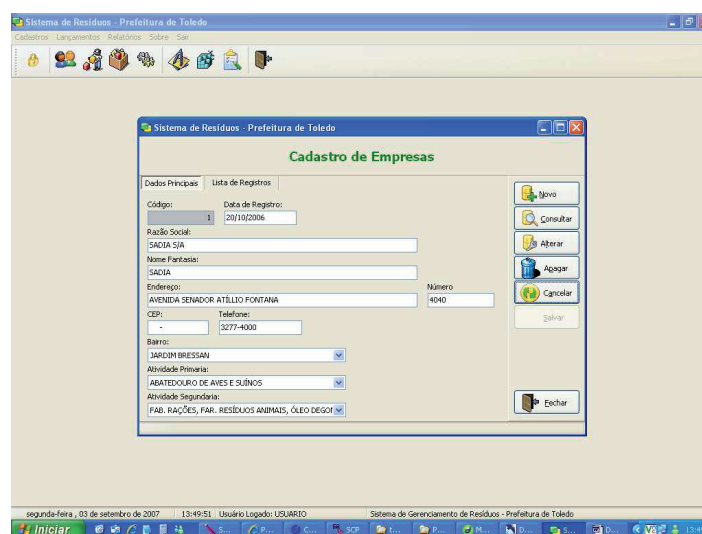 Sistema de Resíduos - Prefeitura de Toledo
Cadastros Lançamentos Relatórios Sobre Sair
Sistema de Resíduos - Prefeitura de Toledo
Cadastro de Empresas
Dados Principais Lista de Registros
Código: Data de Registro:
1 20/10/2006
Razão Social:
SADIA S/A
Nome Fantasia:
SADIA
Endereço: Número
AVENIDA SENADOR ATÍLLIO FONTANA 4040
CEP: Telefone:
- 3277-4000
Bairro:
JARDIM BRESSAN
Atividade Primaria:
ABATEDOURO DE AVES E SUÍNOS
Atividade Segundaria:
FAB. RAÇÕES, FAR. RESÍDUOS ANIMAIS, ÓLEO DEGOM
Novo
Consultar
Alterar
Apagar
Cancelar
Salvar
Fechar
segunda-feira , 03 de setembro de 2007 13:49:51 Usuário Logado: USUARIO Sistema de Gerenciamento de Resíduos - Prefeitura de Toledo
Iniciar S... P... C... SCP t... P... M... D... S... D...